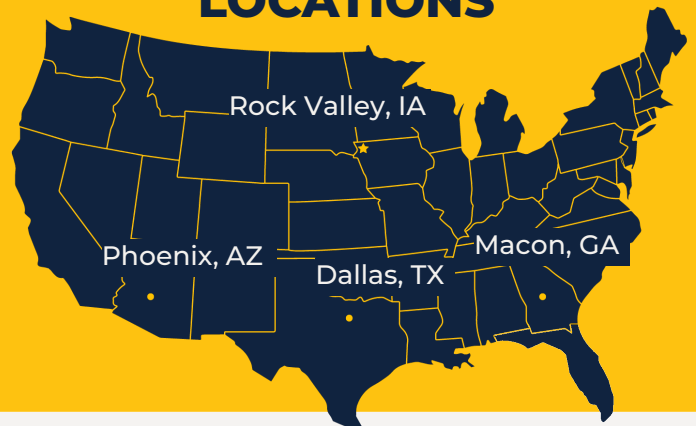 LOCATIONS
Rock Valley, IA
Phoenix, AZ
Macon, GA
Dallas, TX